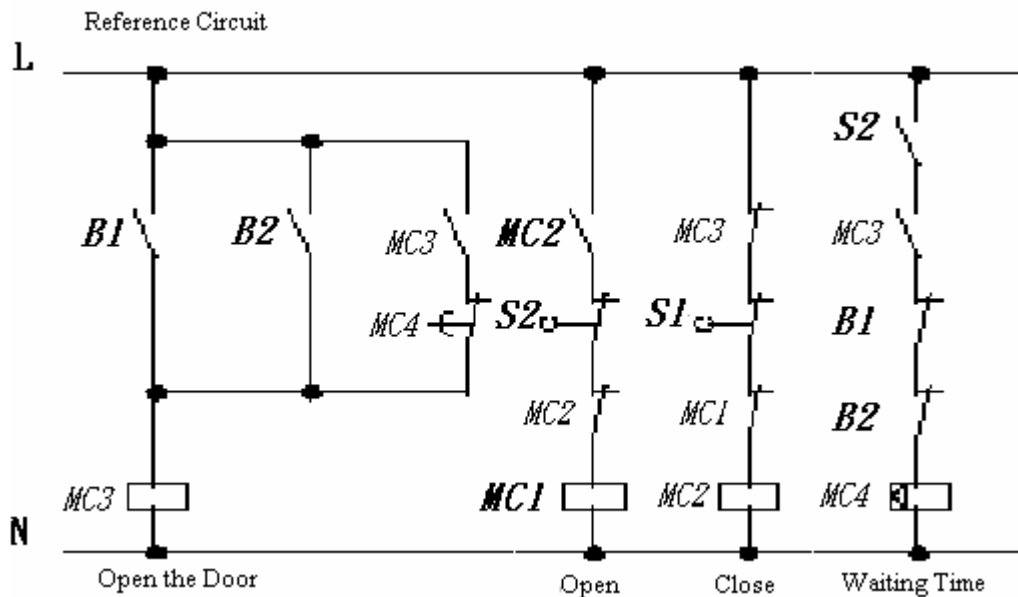 Reference Circuit
L
S2
B1 B2 MC3 MC2 MC3 MC3
MC4 S2 S1 B1
MC2 MC1 B2
MC3 MC1 MC2 MC4
N
Open the Door Open Close Waiting Time